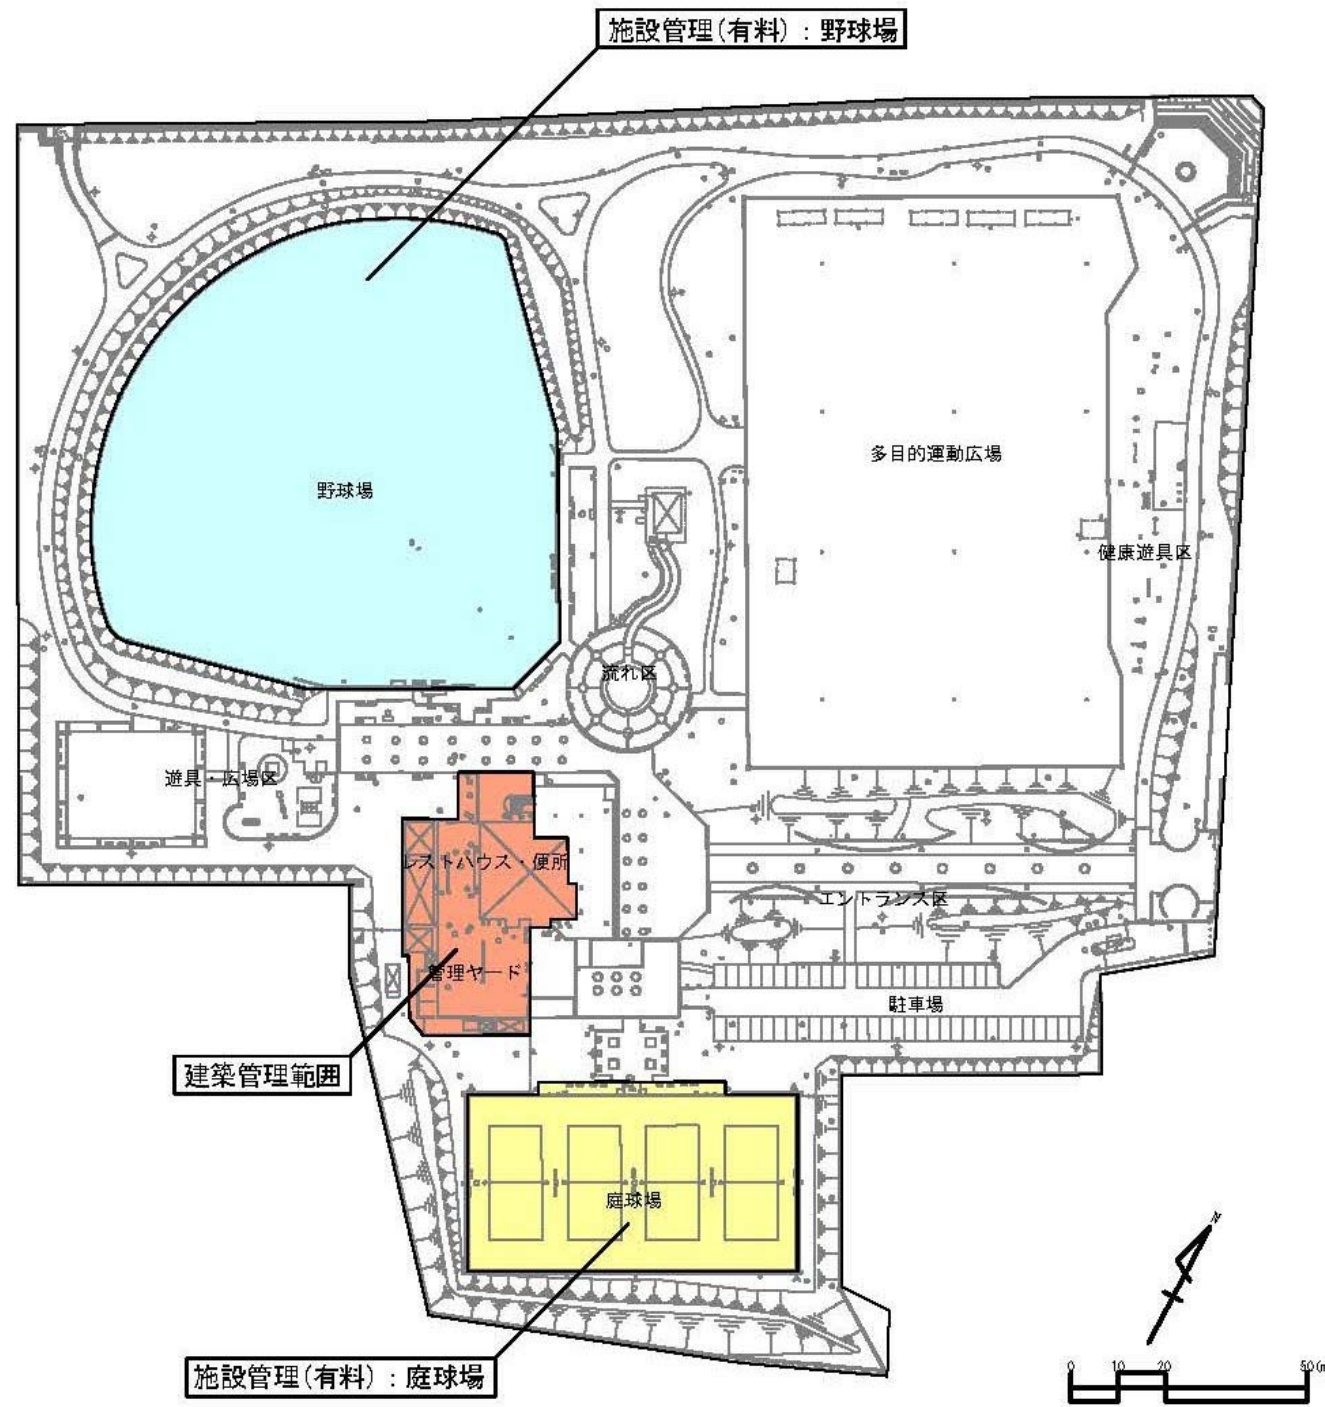 施設管理(有料)：野球場
多目的運動広場
野球場
健康遊具区
流れ区
遊具・広場区
レストハウス・便所
エントランス区
管理ヤード
駐車場
建築管理範囲
庭球場
N
施設管理(有料)：庭球場
0 10 20 50(m